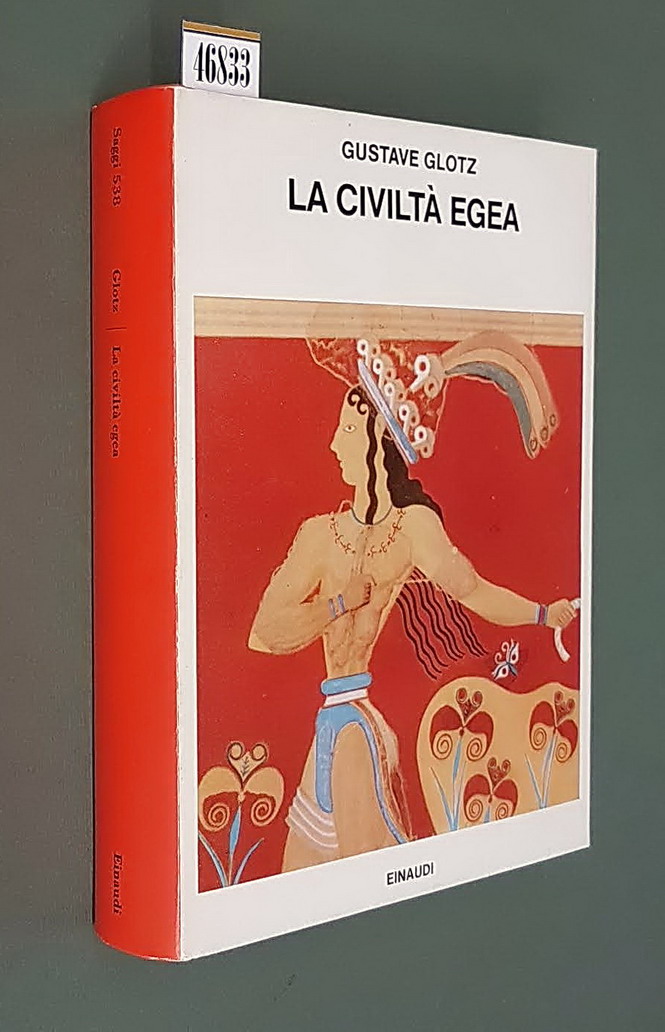 46833
GUSTAVE GLOTZ
LA CIVILTÀ EGEA
EINAUDI
Saggi 538 Glotz | La civiltà egea Einaudi